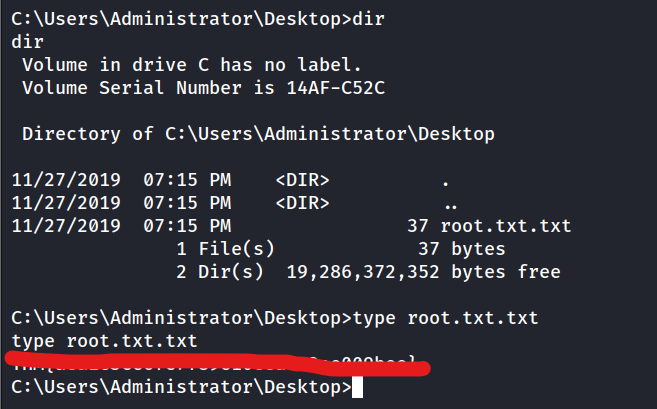 C:\Users\Administrator\Desktop>dir
dir
Volume in drive C has no label.
Volume Serial Number is 14AF-C52C
Directory of C:\Users\Administrator\Desktop
11/27/2019 07:15 PM <DIR> .
11/27/2019 07:15 PM <DIR> ..
11/27/2019 07:15 PM 37 root.txt.txt
1 File(s) 37 bytes
2 Dir(s) 19,286,372,352 bytes free
C:\Users\Administrator\Desktop>type root.txt.txt
type root.txt.txt
C:\Users\Administrator\Desktop>